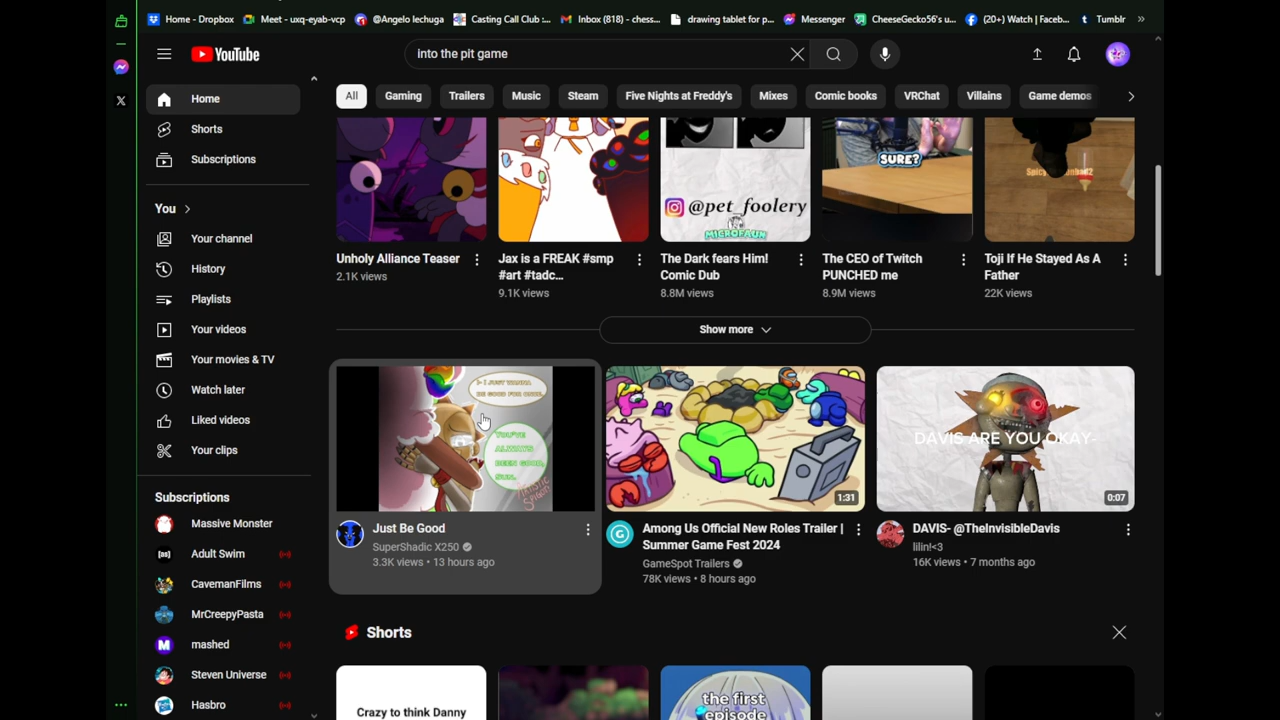 Home - Dropbox
Meet - uxq-eyab-vcp
@Angelo lechuga
Casting Call Club :...
Inbox (818) - chess...
drawing tablet for p...
Messenger
CheeseGecko56's u...
(20+) Watch | Faceb...
Tumblr
»
YouTube
into the pit game
Home
Shorts
Subscriptions
You
Your channel
History
Playlists
Your videos
Your movies & TV
Watch later
Liked videos
Your clips
Subscriptions
Massive Monster
Adult Swim
CavemanFilms
MrCreepyPasta
mashed
Steven Universe
Hasbro
All
Gaming
Trailers
Music
Steam
Five Nights at Freddy's
Mixes
Comic books
VRChat
Villains
Game demos
@pet_foolery
MICROFAUN
SURE?
Unholy Alliance Teaser
2.1K views
Jax is a FREAK #smp
#art #tadc...
9.1K views
The Dark fears Him!
Comic Dub
8.8M views
The CEO of Twitch
PUNCHED me
8.9M views
Toji If He Stayed As A
Father
22K views
Show more
I JUST WANNA
BE GOOD FOR ONCE.
YOU'VE
ALWAYS
BEEN GOOD,
SUN.
Just Be Good
SuperShadic X250
3.3K views • 13 hours ago
1:31
Among Us Official New Roles Trailer |
Summer Game Fest 2024
GameSpot Trailers
78K views • 8 hours ago
DAVIS ARE YOU OKAY-
0:07
DAVIS- @TheInvisibleDavis
lilin!<3
16K views • 7 months ago
Shorts
Crazy to think Danny
the first
episode